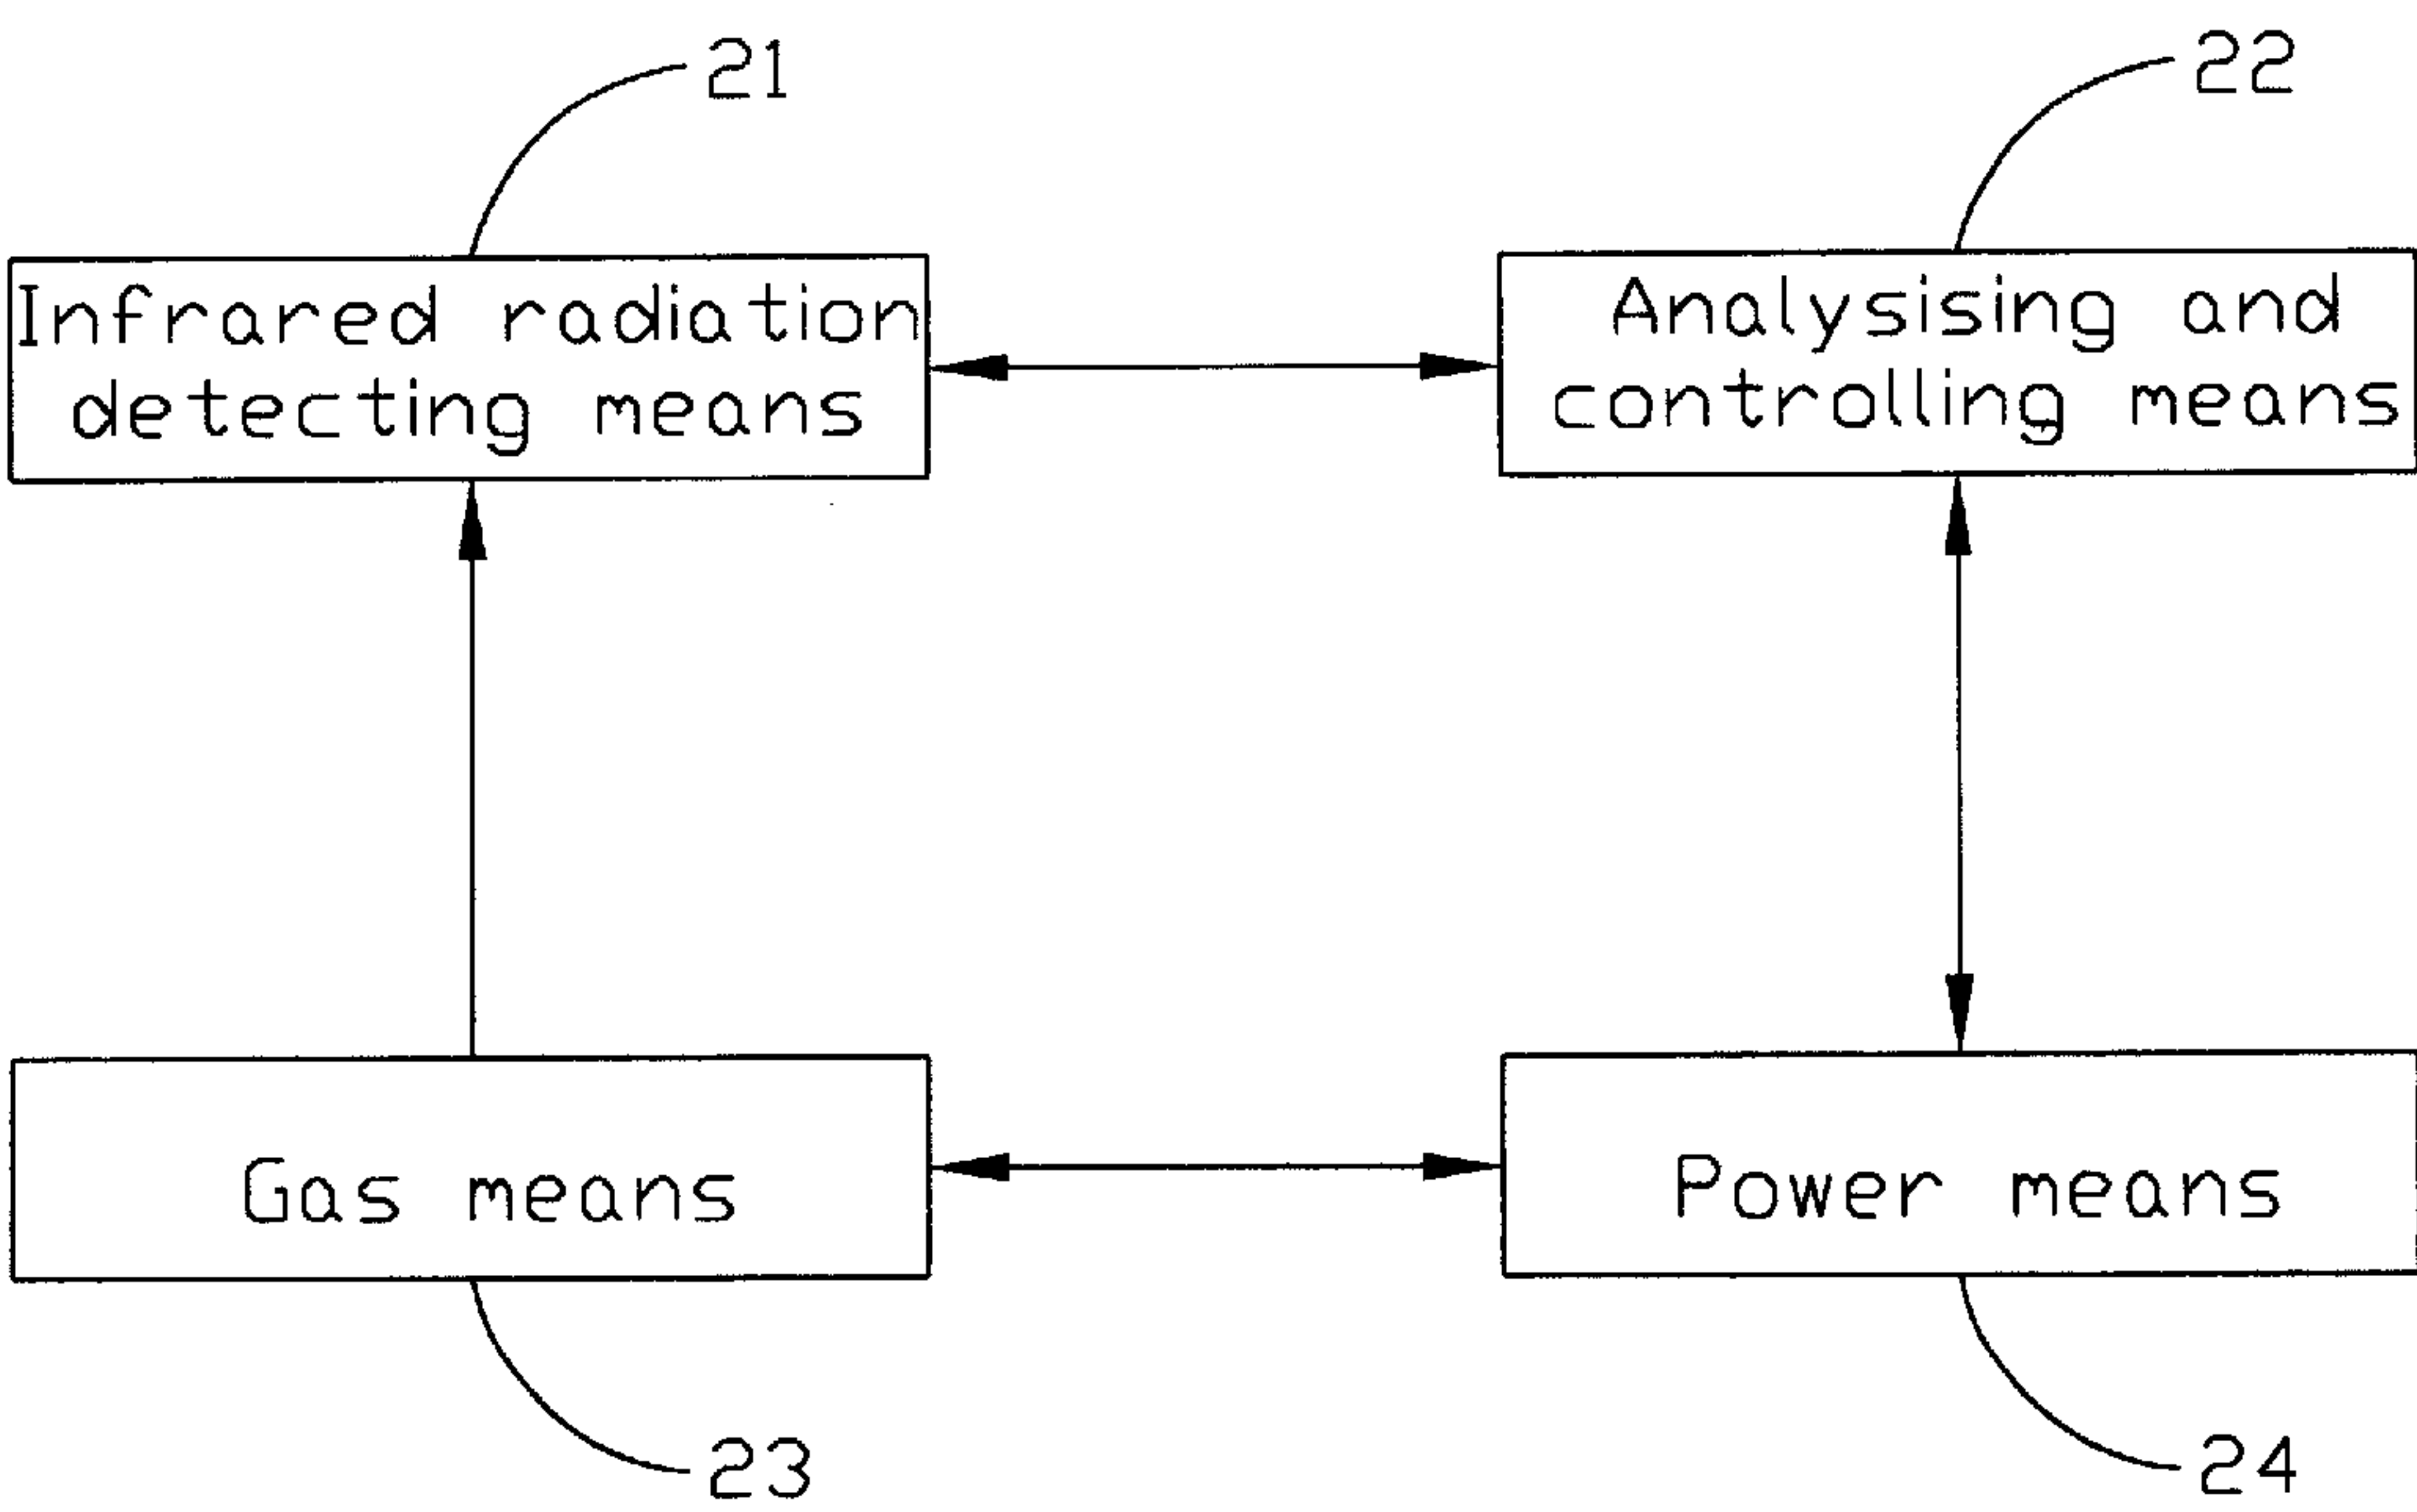 21
22
Infrared radiation
detecting means
Analysising and
controlling means
Gas means
Power means
23
24